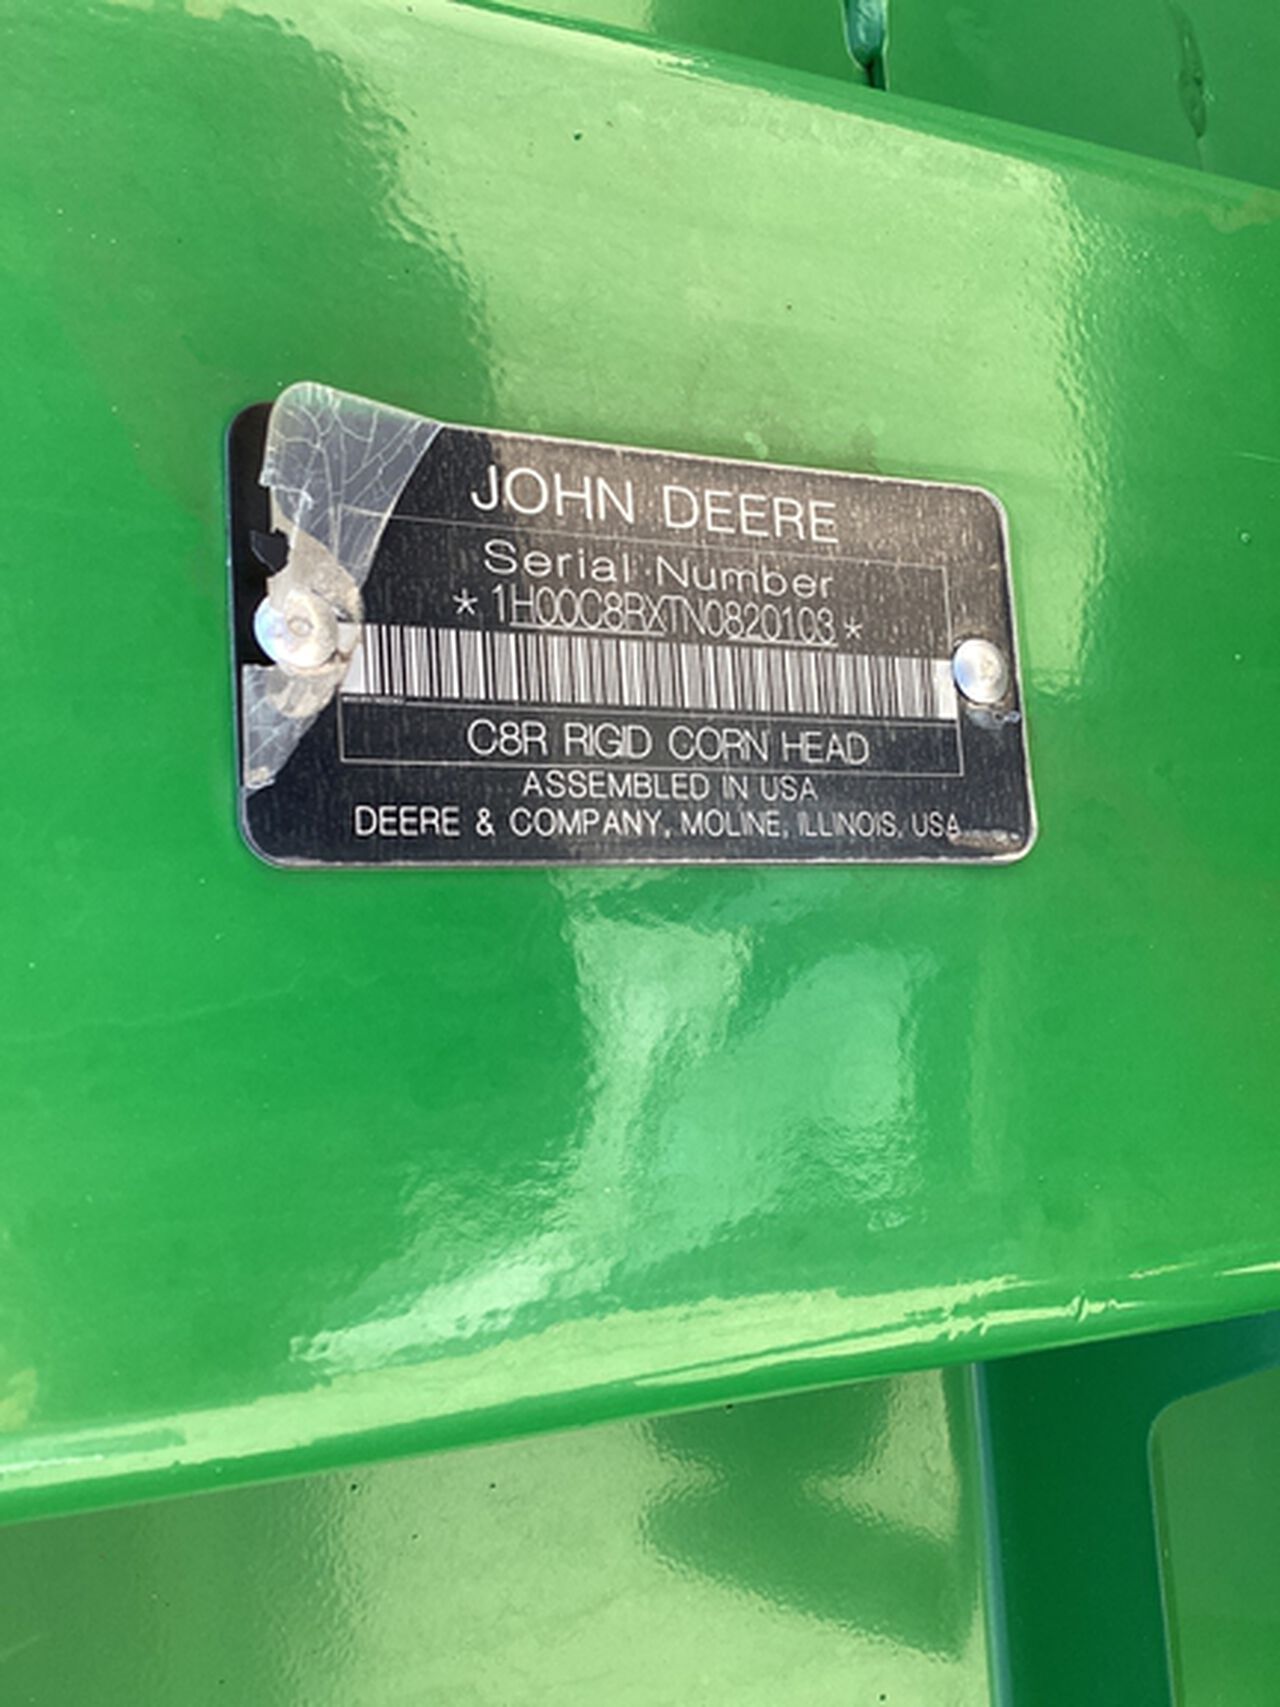 JOHN DEERE
Serial Number
* 1H00C8RXTN0820103 *
C8R RIGID CORN HEAD
ASSEMBLED IN USA
DEERE & COMPANY, MOLINE, ILLINOIS, USA